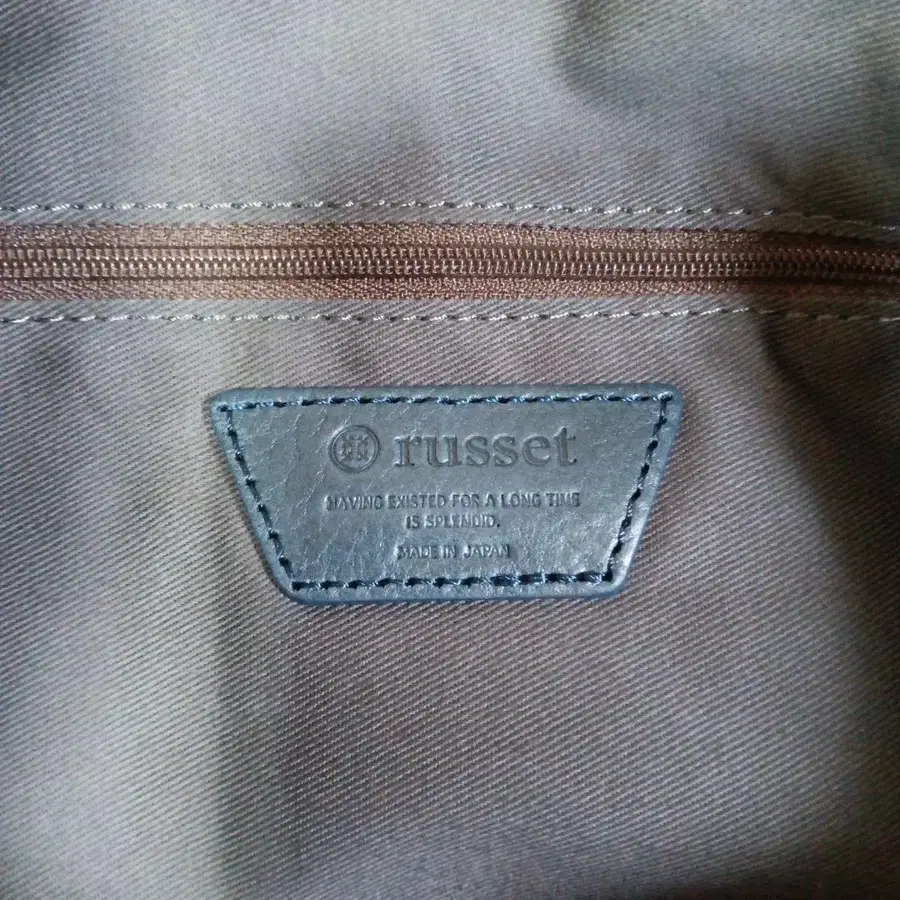 russet
HAVING EXISTED FOR A LONG TIME
IS SPLENDID.
MADE IN JAPAN